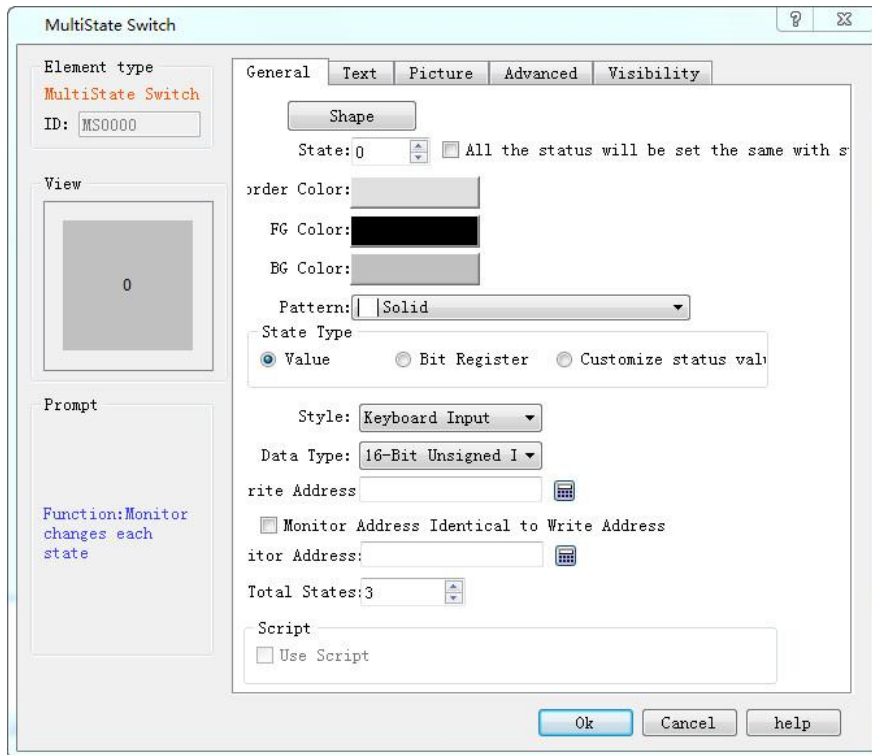 MultiState Switch
Element type
MultiState Switch
ID: MS0000
View
0
Prompt
Function:Monitor
changes each
state
General Text Picture Advanced Visibility
Shape
State: 0 All the status will be set the same with s
order Color:
FG Color:
BG Color:
Pattern: Solid
State Type
Value Bit Register Customize status valu
Style: Keyboard Input
Data Type: 16-Bit Unsigned I
rite Address
Monitor Address Identical to Write Address
itor Address:
Total States: 3
Script
Use Script
Ok Cancel help